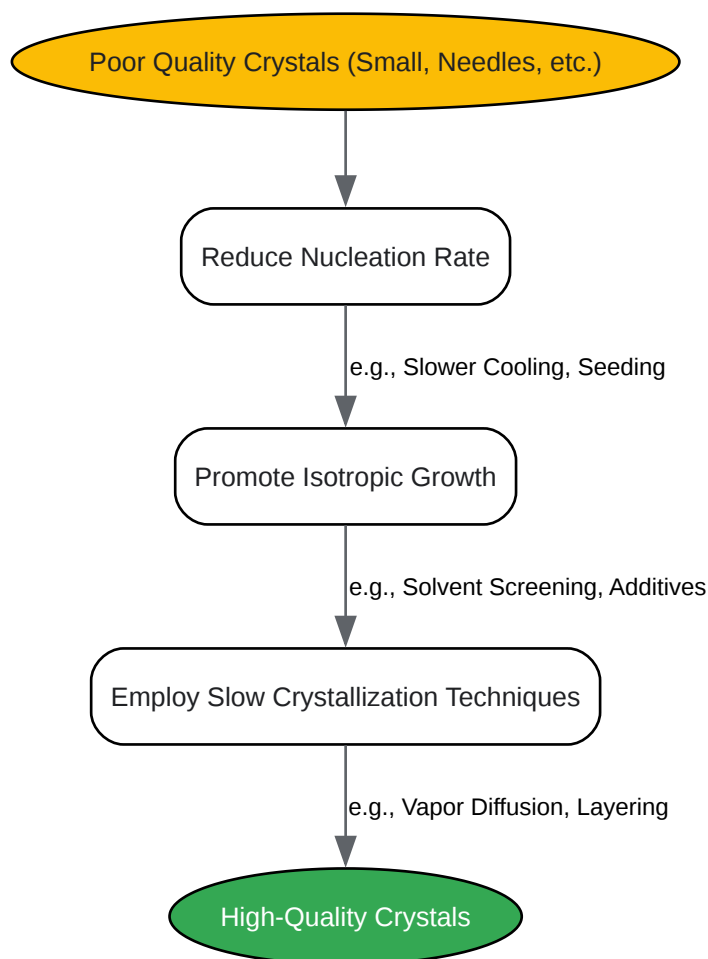 Poor Quality Crystals (Small, Needles, etc.)
Reduce Nucleation Rate
e.g., Slower Cooling, Seeding
Promote Isotropic Growth
e.g., Solvent Screening, Additives
Employ Slow Crystallization Techniques
e.g., Vapor Diffusion, Layering
High-Quality Crystals